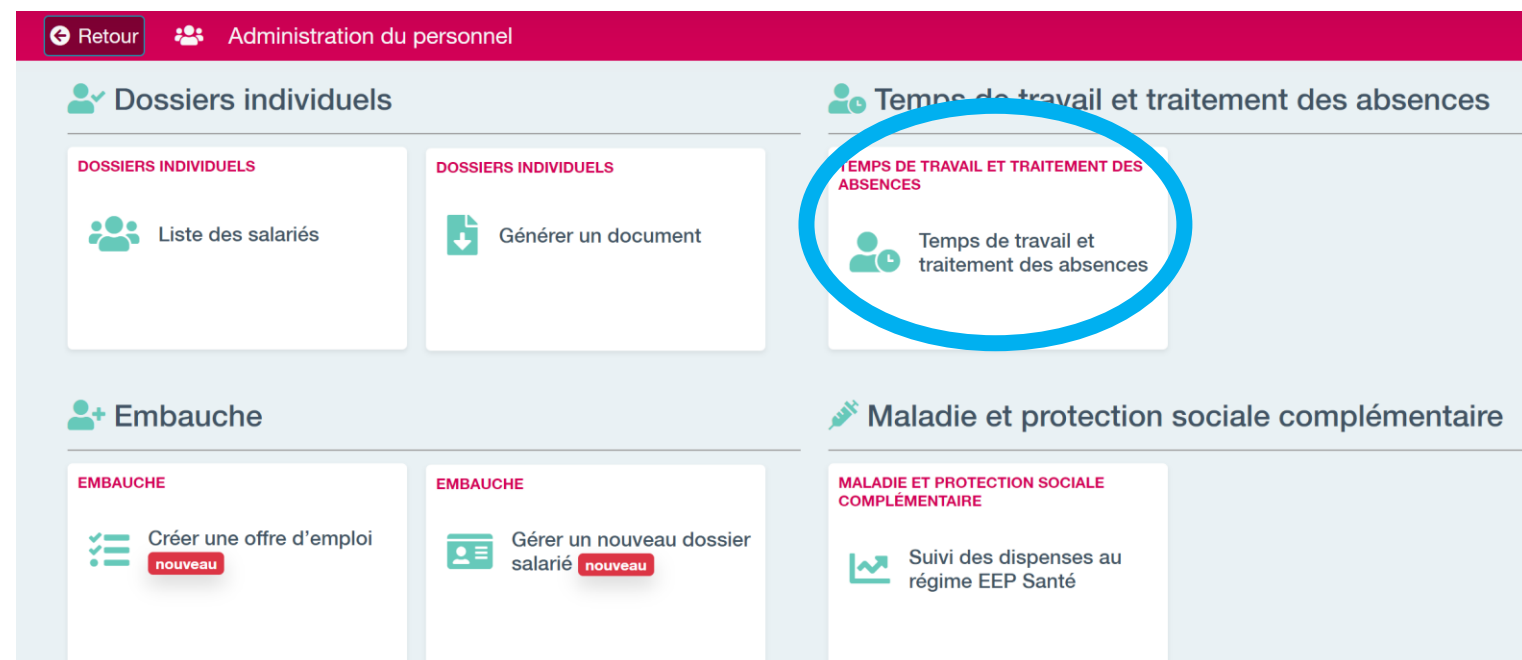 Retour
Administration du personnel
Dossiers individuels
DOSSIERS INDIVIDUELS
Liste des salariés
DOSSIERS INDIVIDUELS
Générer un document
Temps de travail et traitement des absences
TEMPS DE TRAVAIL ET TRAITEMENT DES
ABSENCES
Temps de travail et
traitement des absences
Embauche
EMBAUCHE
Créer une offre d'emploi
nouveau
EMBAUCHE
Gérer un nouveau dossier
salarié nouveau
Maladie et protection sociale complémentaire
MALADIE ET PROTECTION SOCIALE
COMPLÉMENTAIRE
Suivi des dispenses au
régime EEP Santé